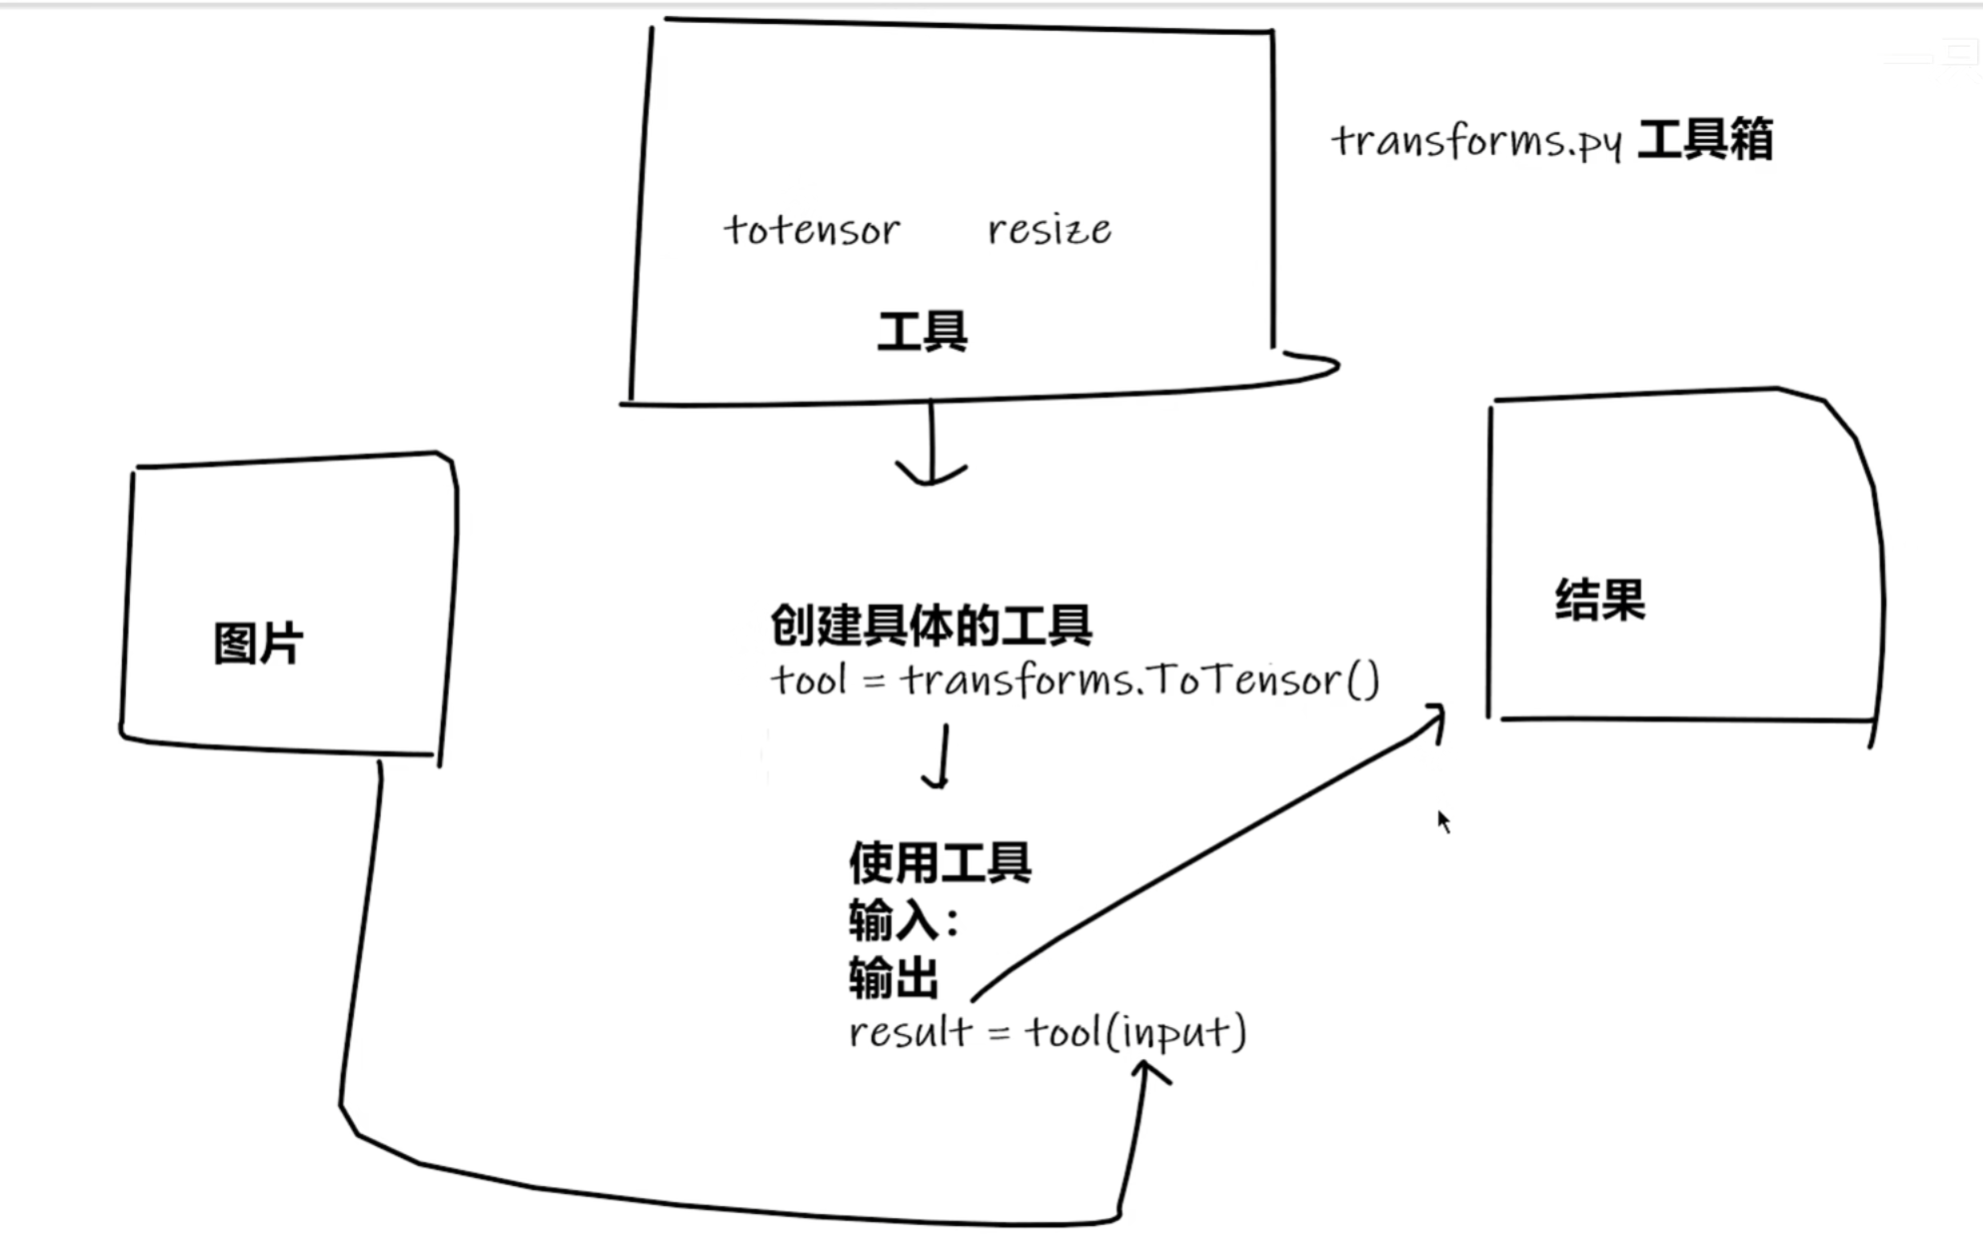 transforms.py 工具箱
totensor resize
工具
图片
创建具体的工具
tool = transforms.ToTensor()
结果
使用工具
输入：
输出
result = tool(input)